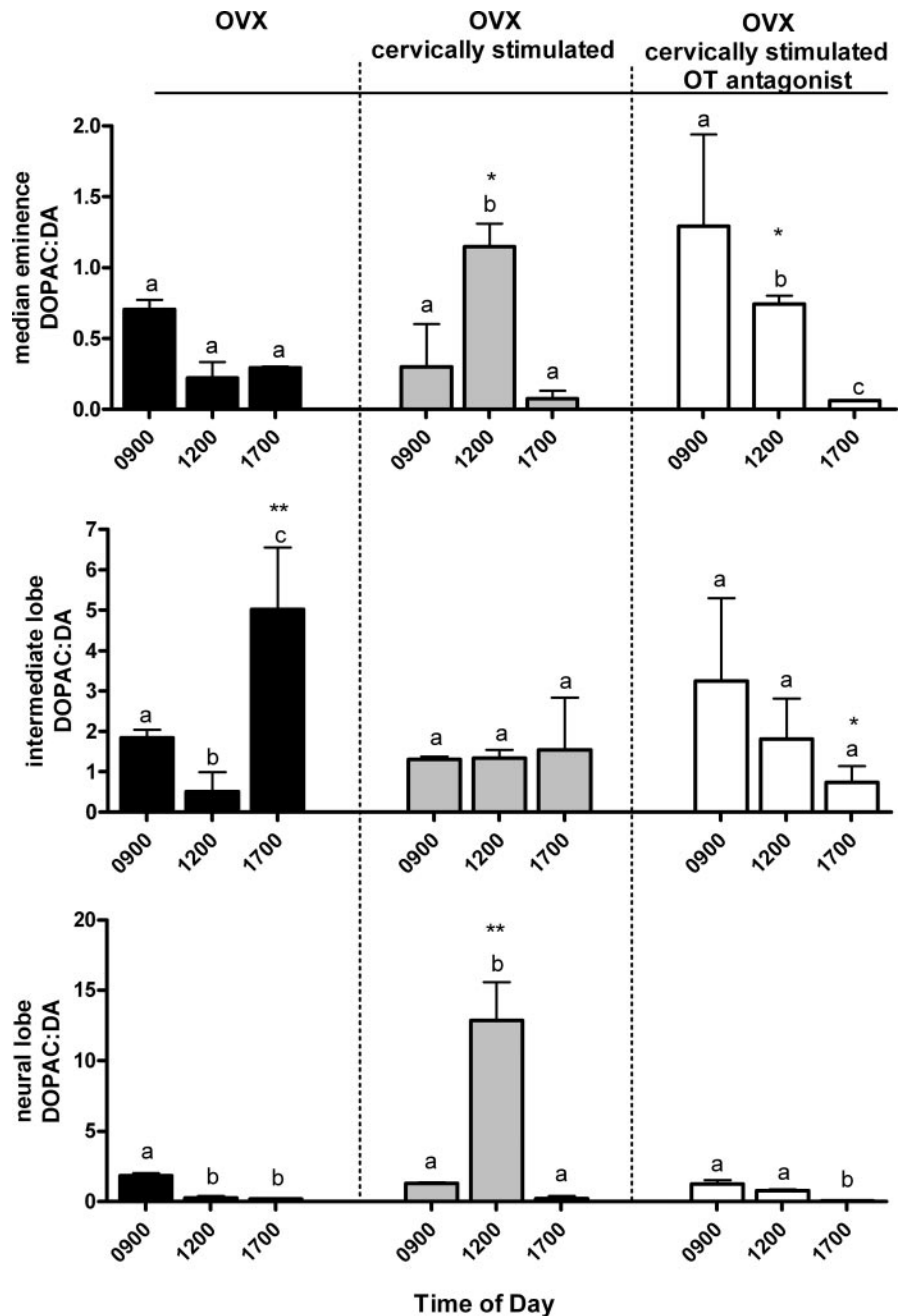 OVX
OVX
cervically stimulated
OVX
cervically stimulated
OT antagonist
median eminence
DOPAC:DA
2.0
1.5
1.0
0.5
0.0
a
a
a
a
*
b
a
a
*
b
c
0900
1200
1700
0900
1200
1700
0900
1200
1700
intermediate lobe
DOPAC:DA
7
6
5
4
3
2
1
0
a
b
**
c
a
a
a
a
a
*
a
0900
1200
1700
0900
1200
1700
0900
1200
1700
neural lobe
DOPAC:DA
20
15
10
5
0
a
b
b
a
**
b
a
a
a
b
0900
1200
1700
0900
1200
1700
0900
1200
1700
Time of Day